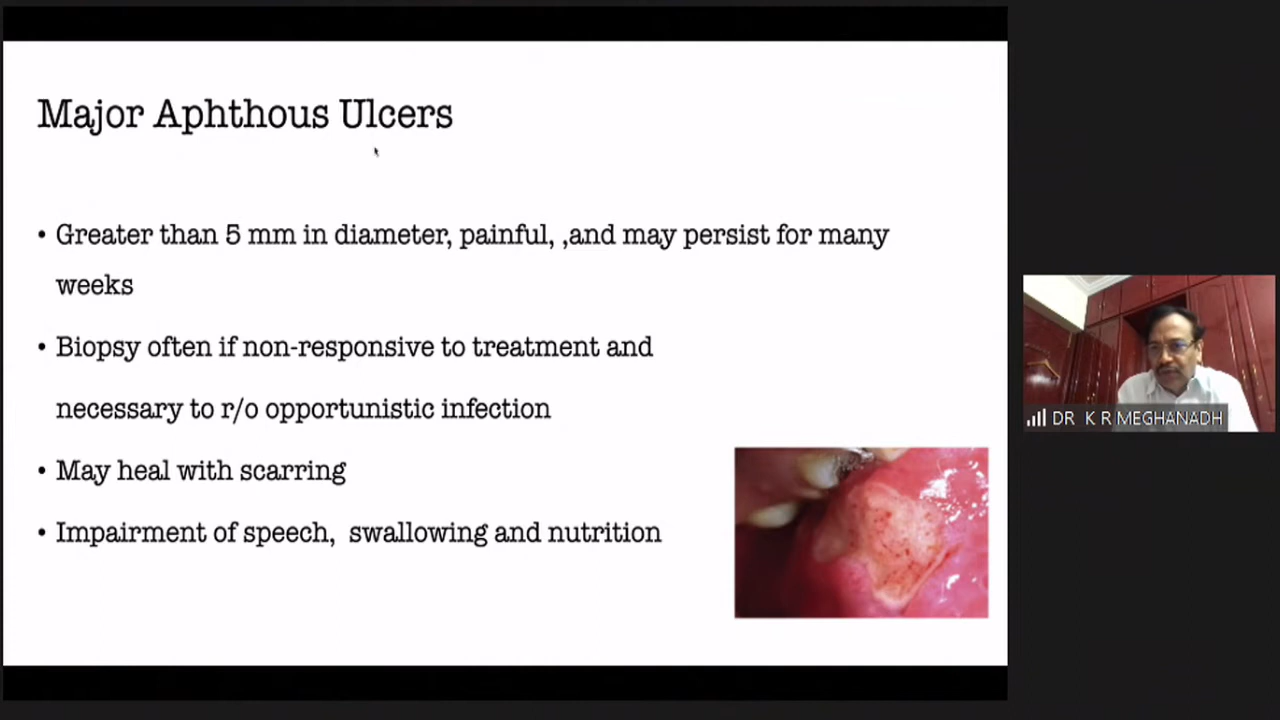 Major Aphthous Ulcers
• Greater than 5 mm in diameter, painful, ,and may persist for many
weeks
• Biopsy often if non-responsive to treatment and
necessary to r/o opportunistic infection
• May heal with scarring
• Impairment of speech,  swallowing and nutrition
DR K R MEGHANADH